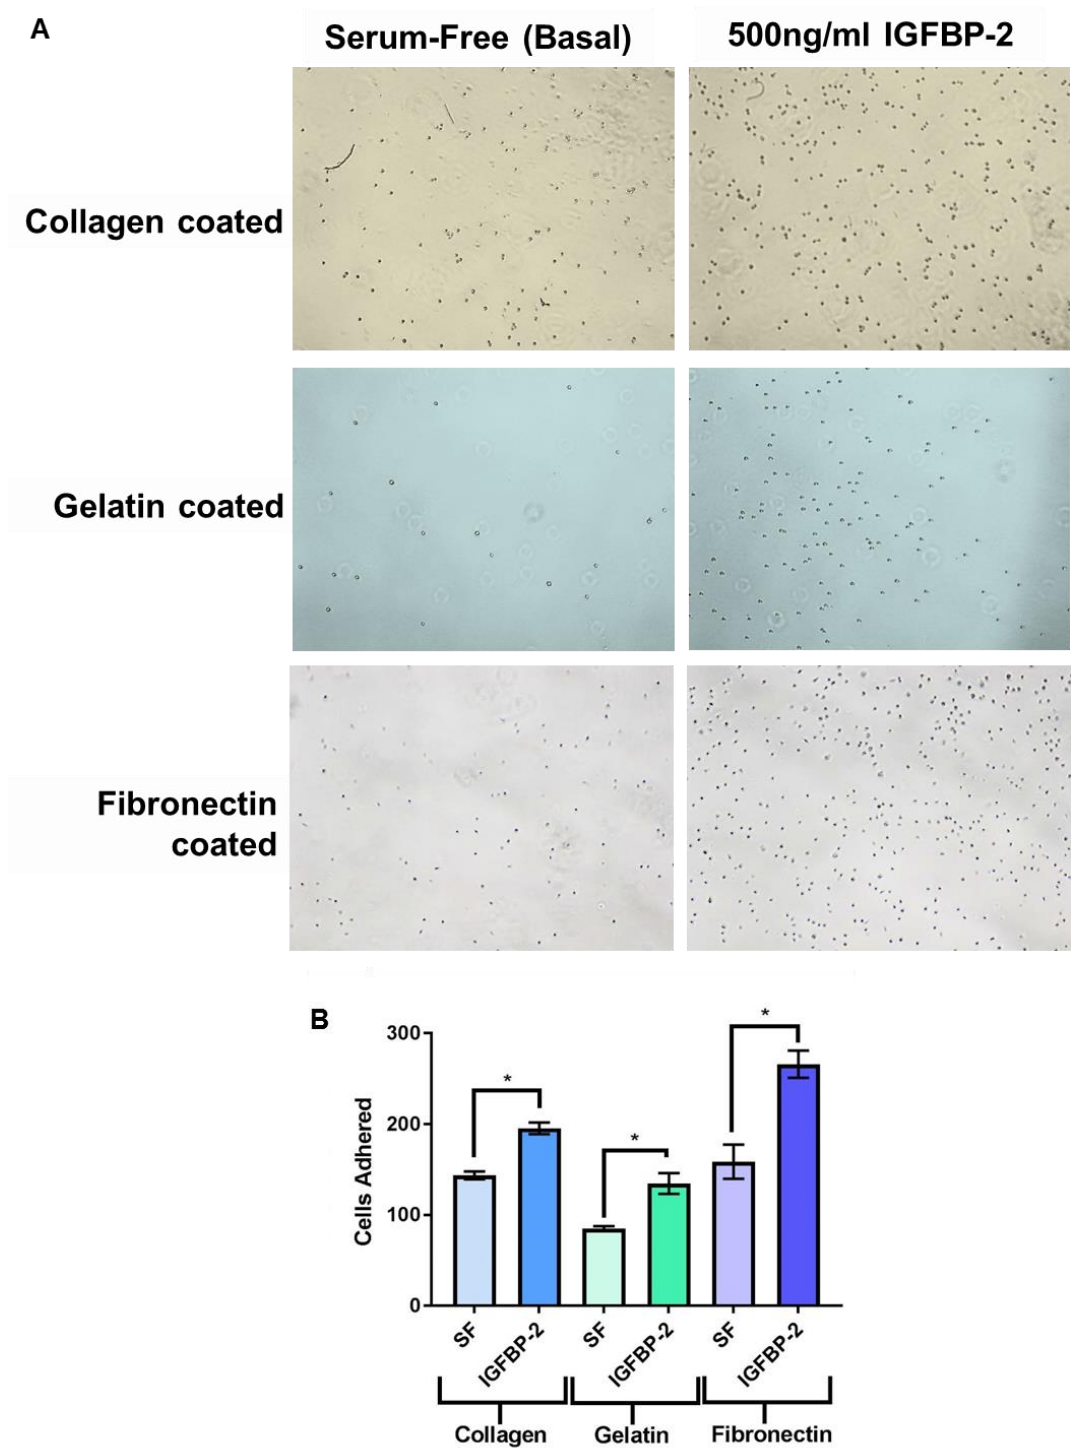 A
Serum-Free (Basal)
500ng/ml IGFBP-2
Collagen coated
Gelatin coated
Fibronectin
coated
B
300
200
100
0
Cells Adhered
*
*
*
SF
IGFBP-2
SF
IGFBP-2
SF
IGFBP-2
Collagen
Gelatin
Fibronectin